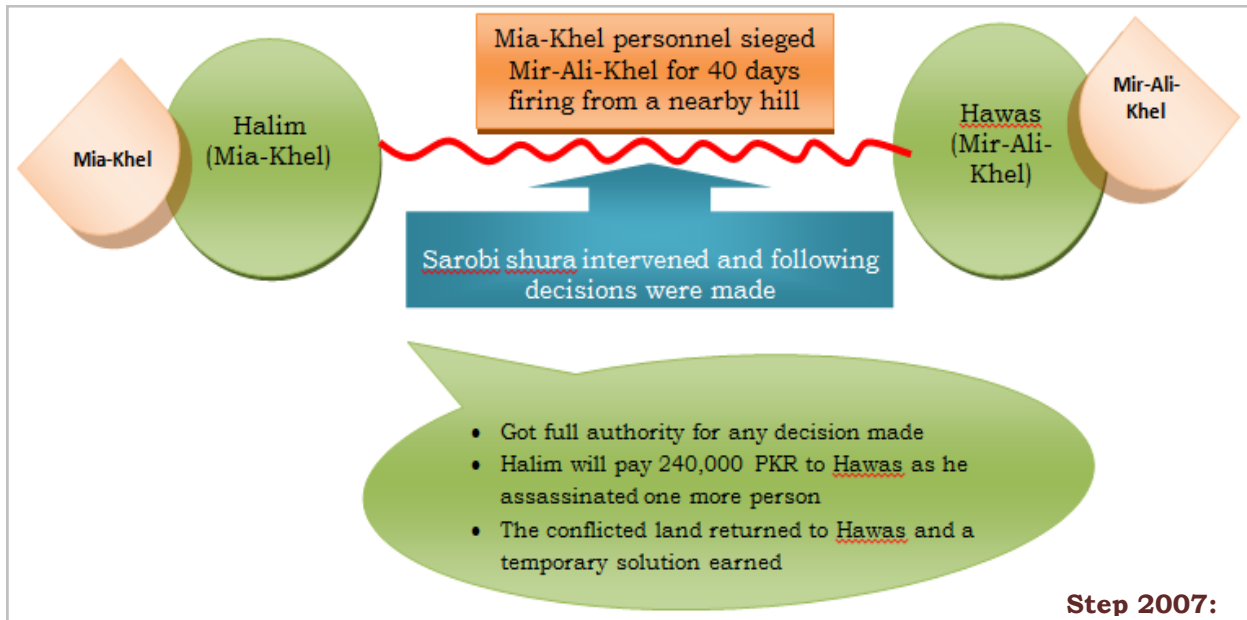 Mia-Khel personnel sieged
Mir-Ali-Khel for 40 days
firing from a nearby hill
Mia-Khel
Halim
(Mia-Khel)
Hawas
(Mir-Ali-
Khel)
Mir-Ali-
Khel
Sarobi shura intervened and following
decisions were made
• Got full authority for any decision made
• Halim will pay 240,000 PKR to Hawas as he
assassinated one more person
• The conflicted land returned to Hawas and a
temporary solution earned
Step 2007: